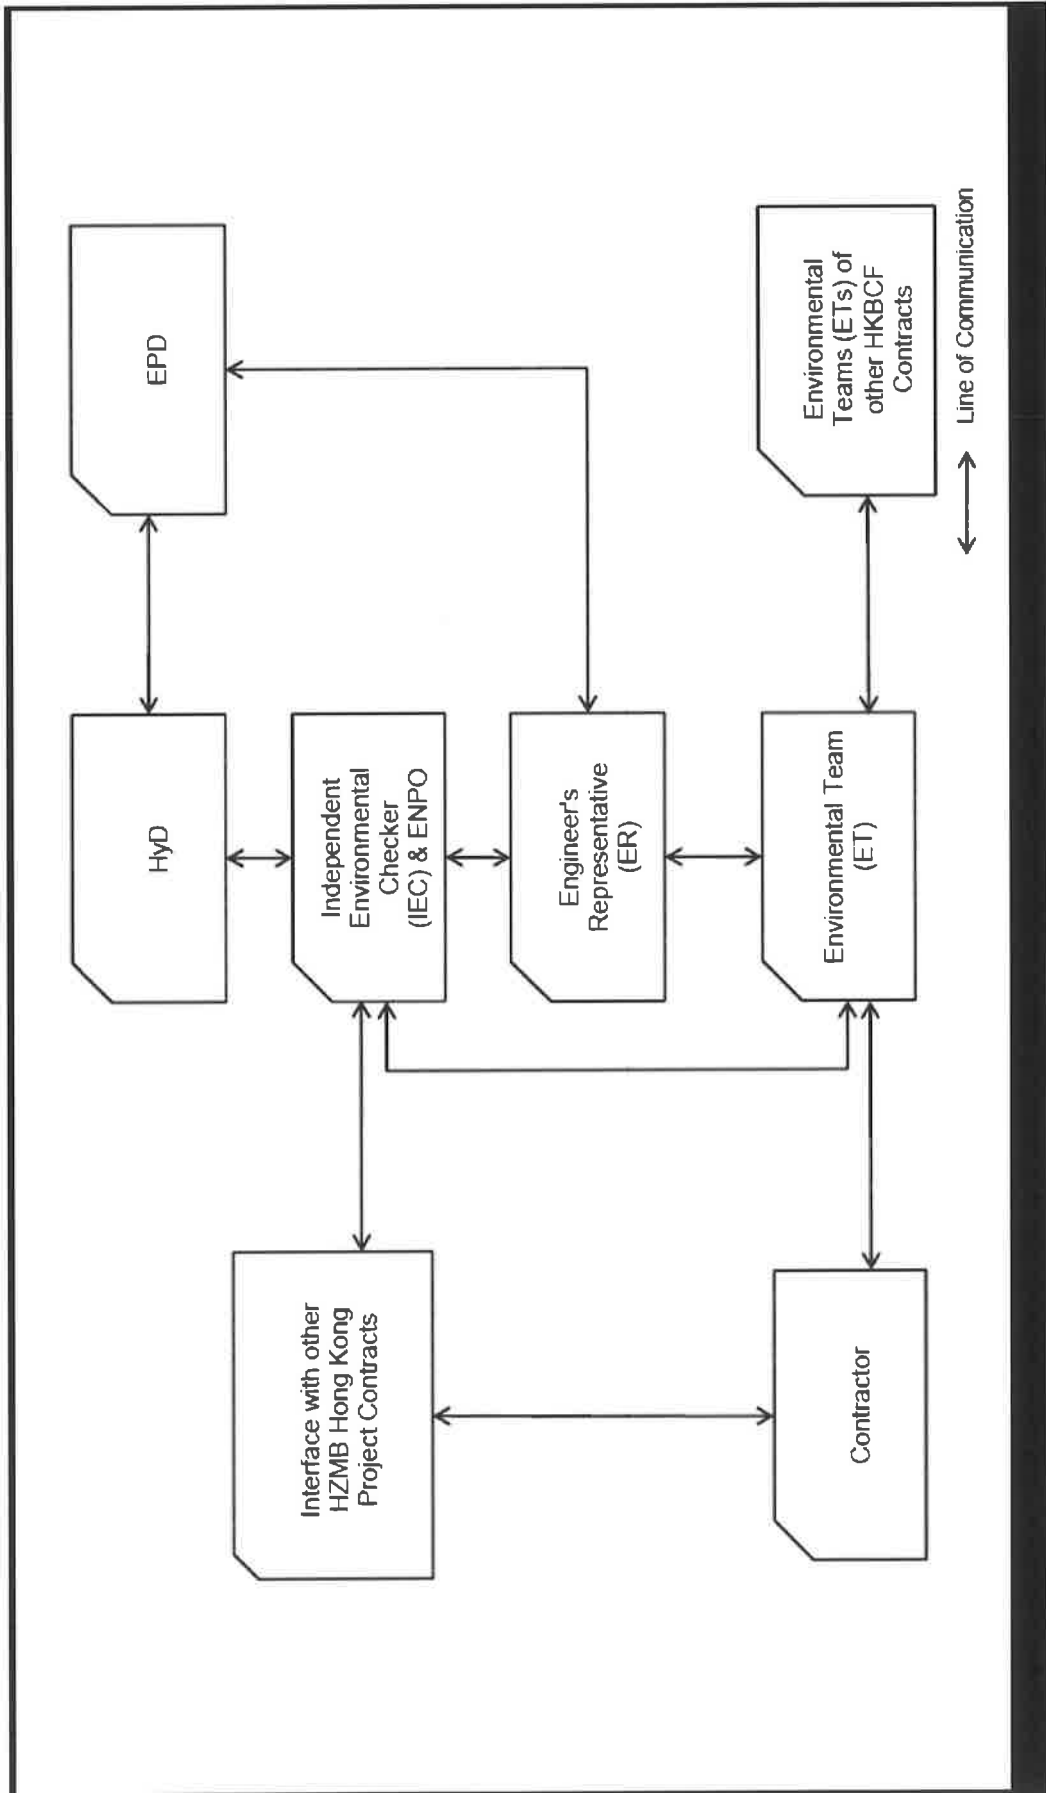 HyD
EPD
Independent
Environmental
Checker
(IEC) & ENPO
Interface with other
HZMB Hong Kong
Project Contracts
Engineer's
Representative
(ER)
Contractor
Environmental Team
(ET)
Environmental
Teams (ETs) of
other HKBCF
Contracts
Line of Communication